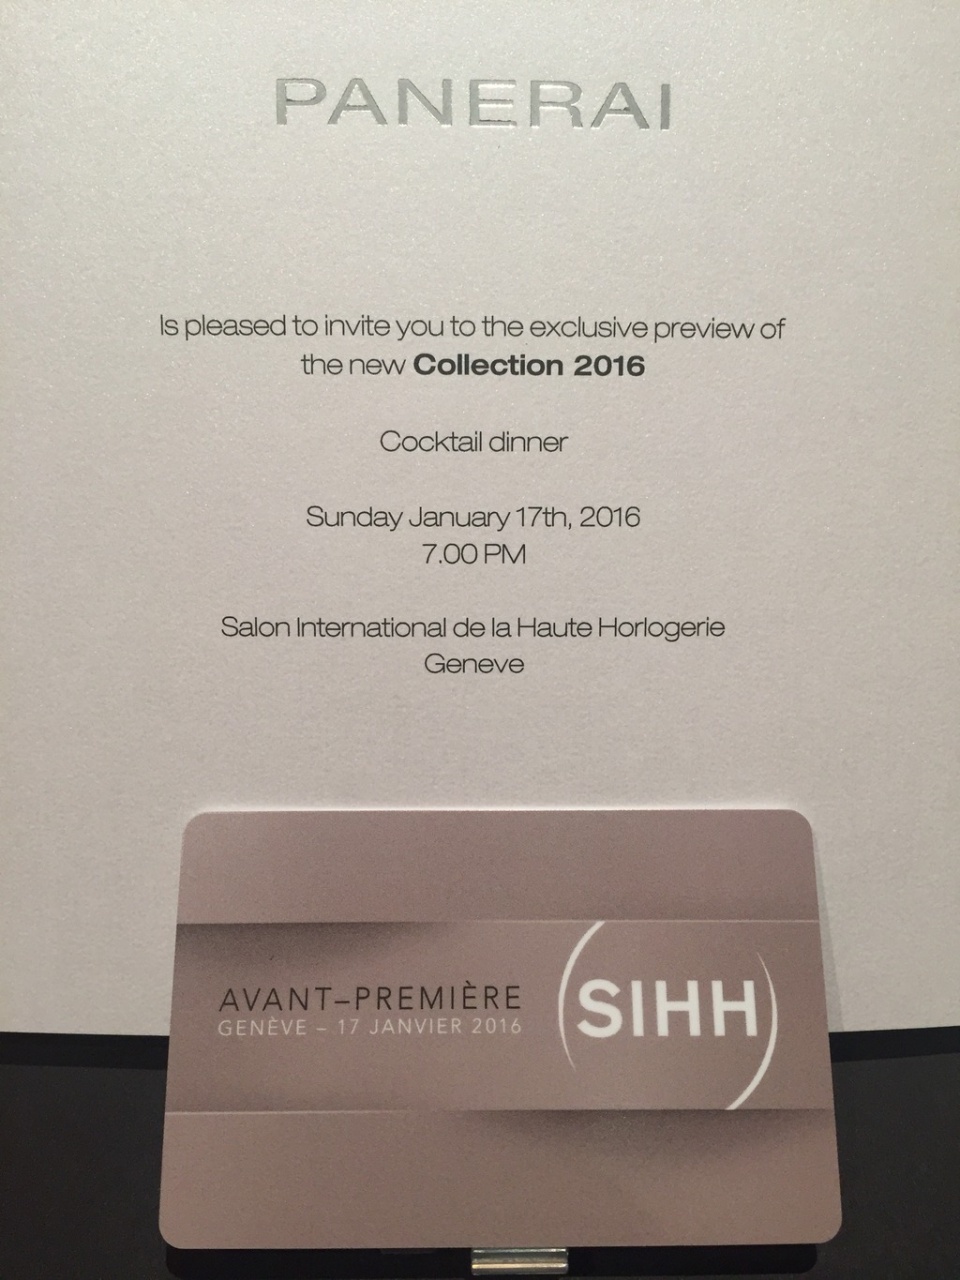 PANERAI
Is pleased to invite you to the exclusive preview of
the new Collection 2016
Cocktail dinner
Sunday January 17th, 2016
7.00 PM
Salon International de la Haute Horlogerie
Geneve
AVANT–PREMIÈRE
GENÈVE – 17 JANVIER 2016
SIHH